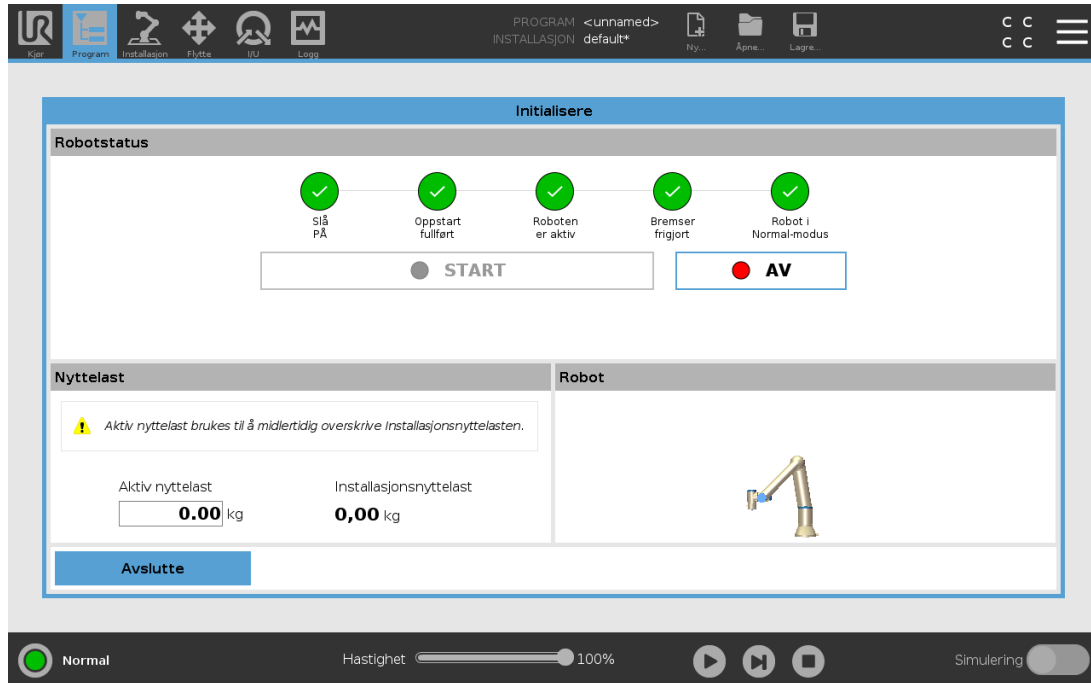 UR
PROGRAM <unnamed>
INSTALLASJON default*
Kjør Program Installasjon Flytte I/U Logg Ny... Åpne... Lagre...
C C
C C
Initialisere
Robotstatus
Slå
PÅ
Oppstart
fullført
Roboten
er aktiv
Bremser
frigjort
Robot i
Normal-modus
START AV
Nyttelast
Aktiv nyttelast brukes til å midlertidig overskrive Installasjonsnyttelasten.
Aktiv nyttelast Installasjonsnyttelast
0.00 kg 0,00 kg
Robot
Avslutte
Normal Hastighet 100% Simulering